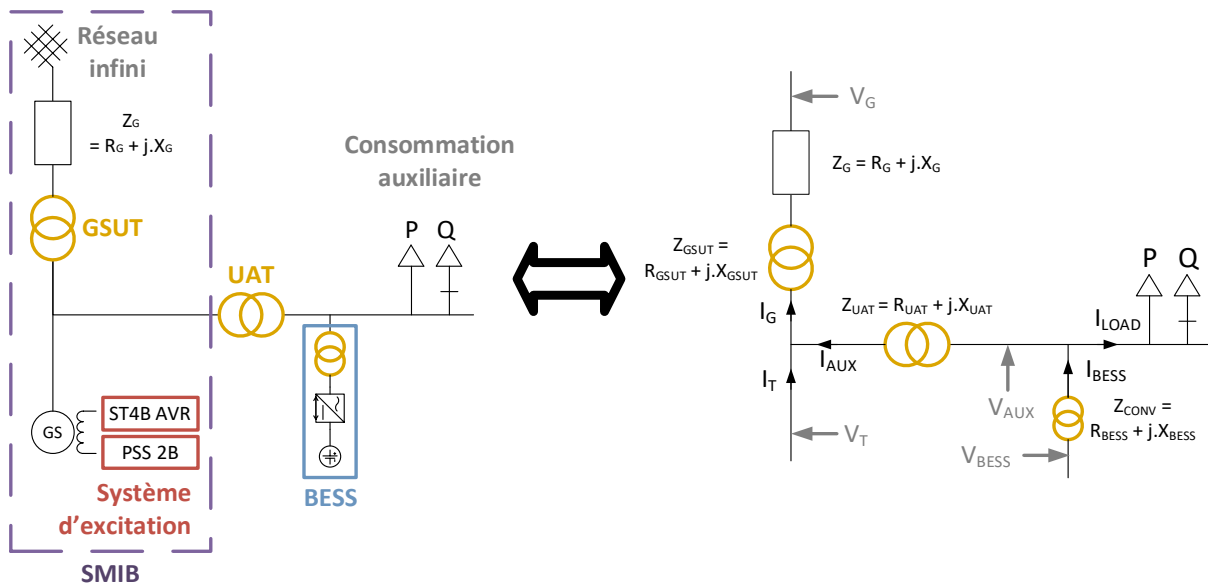 Réseau
infini
Z_G
= R_G + j.X_G
GSUT
UAT
Consommation
auxiliaire
P
Q
GS
ST4B AVR
PSS 2B
Système
d'excitation
BESS
SMIB
V_G
Z_G = R_G + j.X_G
Z_GSUT =
R_GSUT + j.X_GSUT
I_G
Z_UAT = R_UAT + j.X_UAT
P
Q
I_LOAD
I_AUX
I_T
I_BESS
V_AUX
Z_CONV =
R_BESS + j.X_BESS
V_T
V_BESS